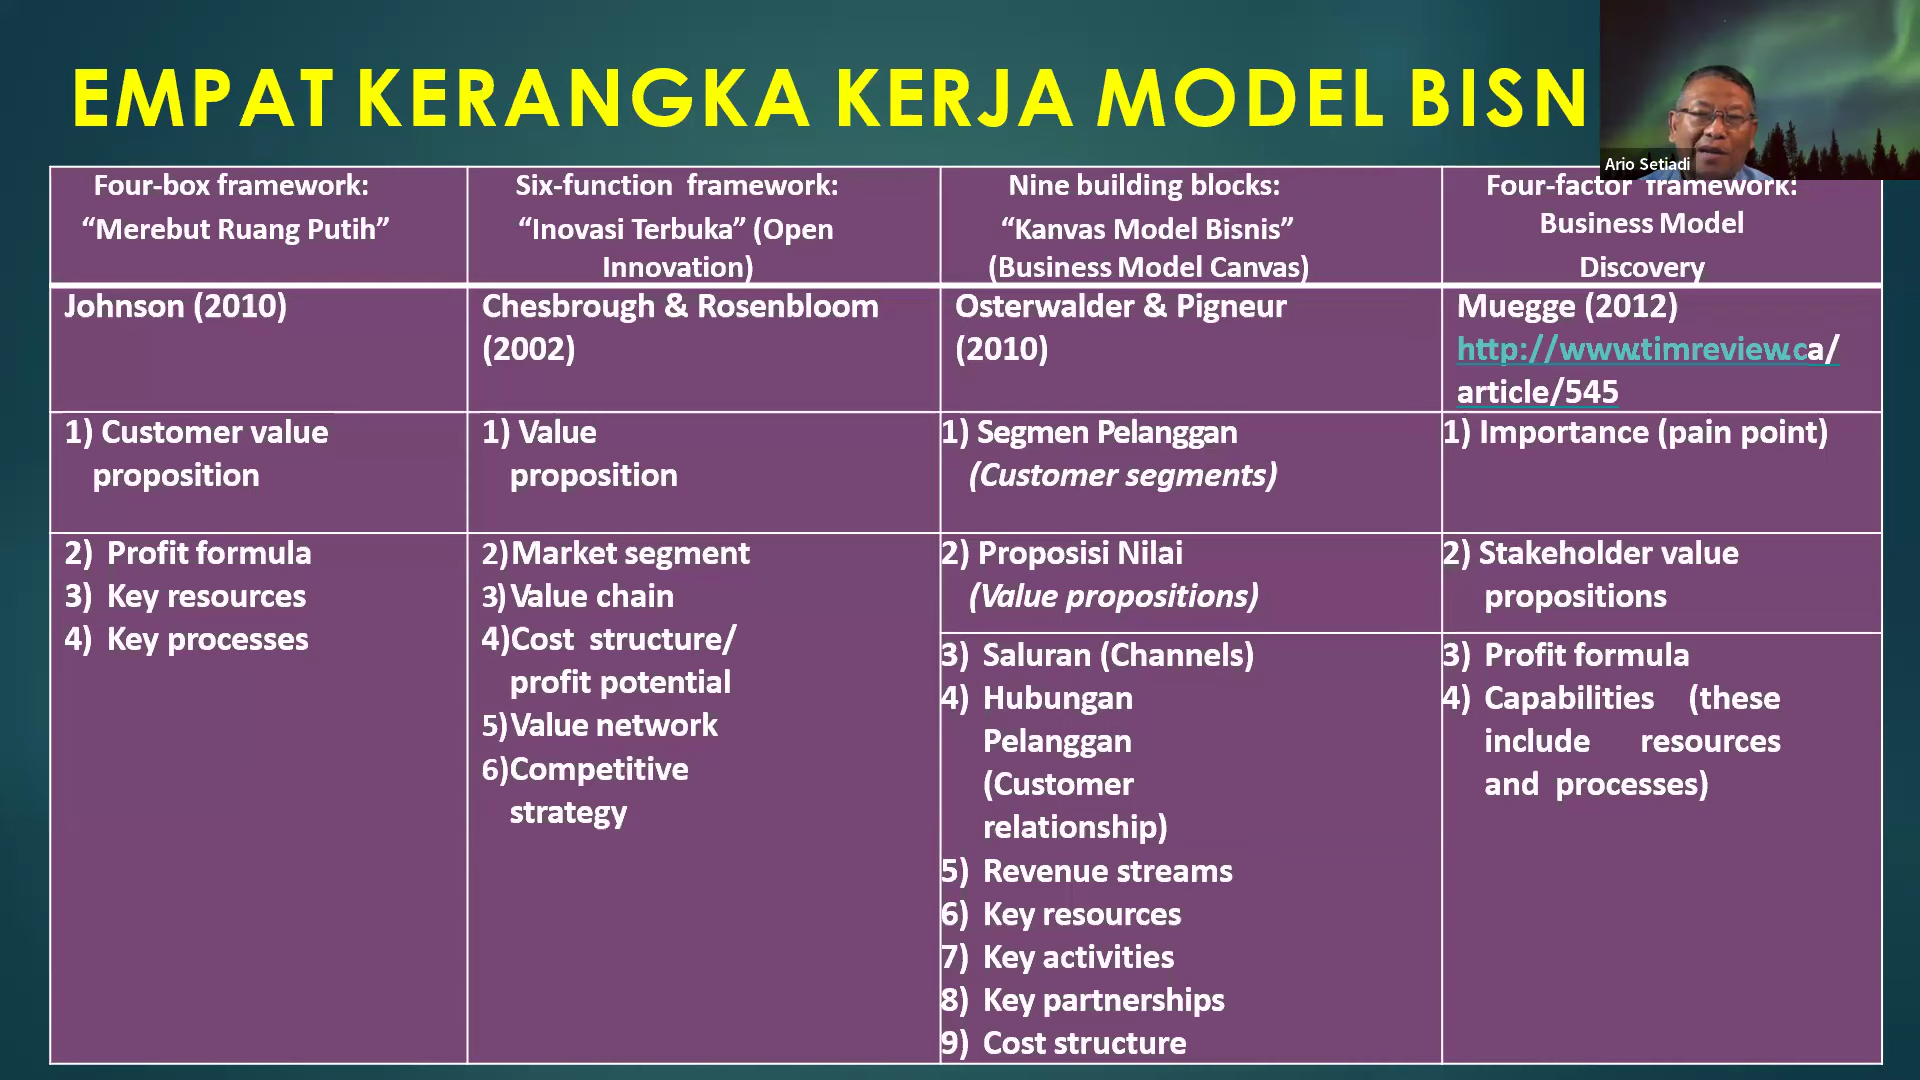 EMPAT KERANGKA KERJA MODEL BISN
Ario Setiadi
Four-box framework:
“Merebut Ruang Putih”
Six-function framework:
“Inovasi Terbuka” (Open
Innovation)
Nine building blocks:
“Kanvas Model Bisnis”
(Business Model Canvas)
Four-factor framework:
Business Model
Discovery
Johnson (2010)
Chesbrough & Rosenbloom
(2002)
Osterwalder & Pigneur
(2010)
Muegge (2012)
http://www.timreview.ca/
article/545
1) Customer value
proposition
1) Value
proposition
1) Segmen Pelanggan
(Customer segments)
1) Importance (pain point)
2) Profit formula
3) Key resources
4) Key processes
2)Market segment
3)Value chain
4)Cost structure/
profit potential
5)Value network
6)Competitive
strategy
2) Proposisi Nilai
(Value propositions)
2) Stakeholder value
propositions
3) Saluran (Channels)
4) Hubungan
Pelanggan
(Customer
relationship)
5) Revenue streams
6) Key resources
7) Key activities
8) Key partnerships
9) Cost structure
3) Profit formula
4) Capabilities (these
include resources
and processes)